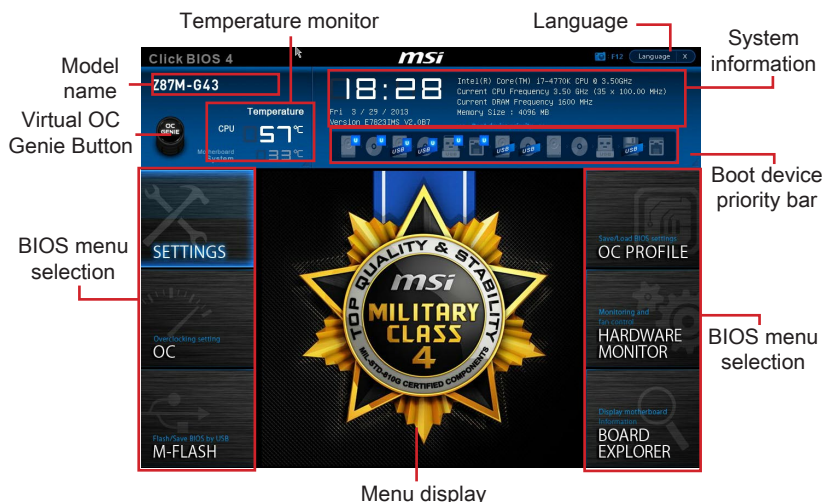 Temperature monitor
Language
System
information
Model
name
Virtual OC
Genie Button
BIOS menu
selection
Click BIOS 4
msi
F12
Language
X
Z87M-G43
OC
GENIE
Temperature
CPU
57°C
Motherboard
System
33°C
18:28
Fri 3 / 29 / 2013
Version E7823IMS V2.0B7
Intel(R) Core(TM) i7-4770K CPU @ 3.50GHz
Current CPU Frequency 3.50 GHz (35 x 100.00 MHz)
Current DRAM Frequency 1600 MHz
Memory Size : 4096 MB
U
U
USB
U
USB
U
U
U
USB
USB
USB
Boot device
priority bar
SETTINGS
Overclocking setting
OC
Flash/Save BIOS by USB
M-FLASH
TOP QUALITY & STABILITY
msi
MILITARY
CLASS
4
MIL-STD-810G CERTIFIED COMPONENTS
Save/Load BIOS settings
OC PROFILE
Monitoring and
fan control
HARDWARE
MONITOR
Display motherboard
Information
BOARD
EXPLORER
BIOS menu
selection
Menu display